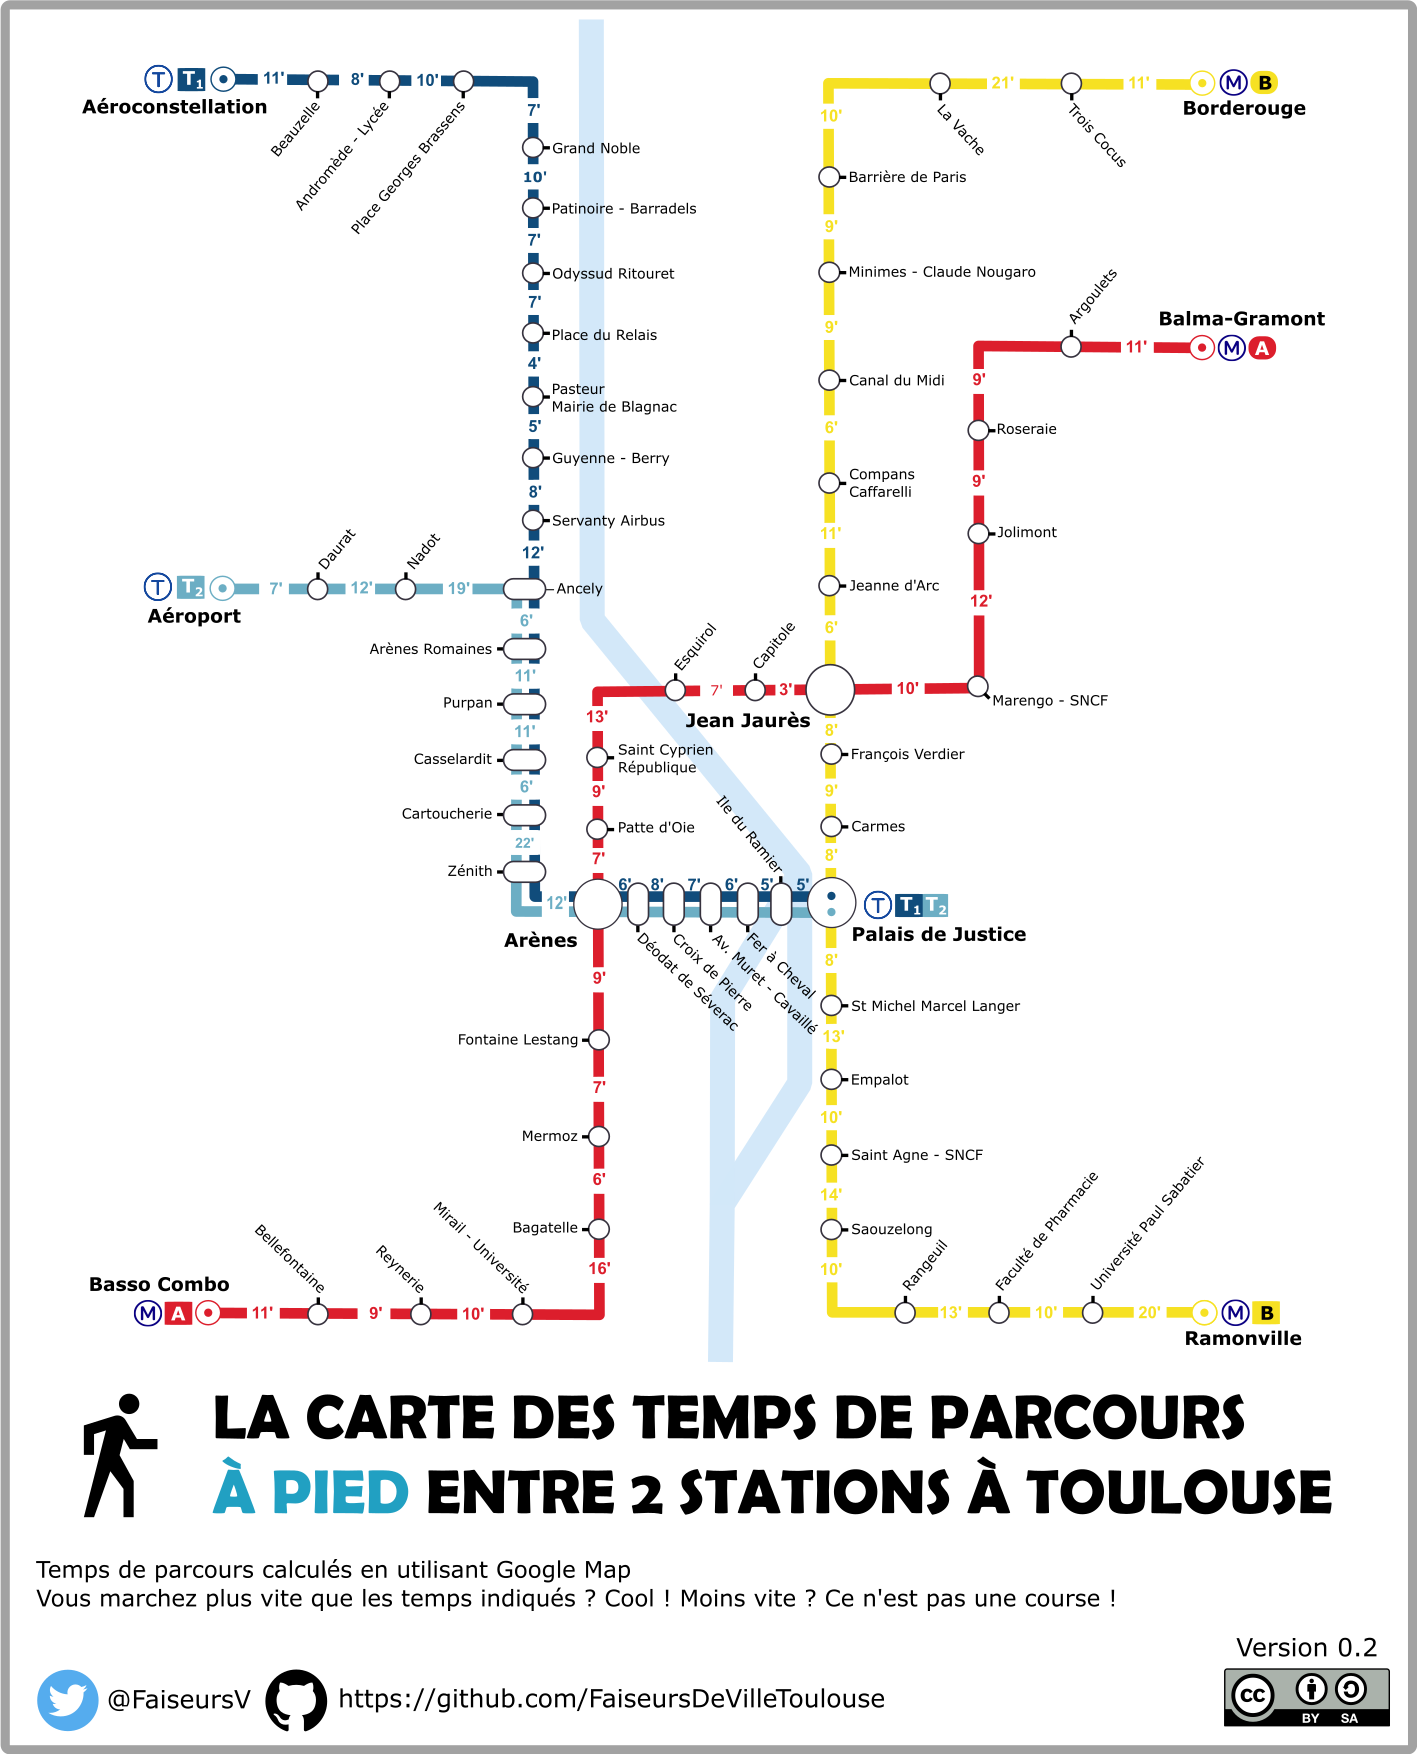 T T1 11' 8' 10'
Aéroconstellation
Beauzelle
Andromède - Lycée
Place Georges Brassens
7'
Grand Noble
10'
Patinoire - Barradels
7'
Odyssud Ritouret
7'
Place du Relais
4'
Pasteur
Mairie de Blagnac
5'
Guyenne - Berry
8'
Servanty Airbus
12'
Daurat
Nadot
T T2 7' 12' 19'
Ancely
Aéroport
6'
Arènes Romaines
11'
Purpan
11'
Casselardit
6'
Cartoucherie
22'
Zénith
12'
Arènes
21' 11' M B
Borderouge
La Vache
Trois Cocus
10'
Barrière de Paris
9'
Minimes - Claude Nougaro
9'
Canal du Midi
6'
Compans
Caffarelli
11'
Jeanne d'Arc
6'
Argoulets
Balma-Gramont
11' M A
9'
Roseraie
9'
Jolimont
12'
Marengo - SNCF
10'
Jean Jaurès
3'
Capitole
7'
Esquirol
13'
Saint Cyprien
République
9'
Patte d'Oie
7'
8'
François Verdier
9'
Carmes
8'
Ile du Ramier
6' 8' 7' 6' 5' 5'
T T1 T2
Palais de Justice
Déodat de Séverac
Croix de Pierre
Av. Muret - Cavaillé
Fer à Cheval
9'
Fontaine Lestang
7'
Mermoz
6'
Bagatelle
16'
Mirail - Université
Reynerie
Bellefontaine
Basso Combo
M A 11' 9' 10'
8'
St Michel Marcel Langer
13'
Empalot
10'
Saint Agne - SNCF
14'
Saouzelong
10'
Rangeuil
Faculté de Pharmacie
Université Paul Sabatier
13' 10' 20' M B
Ramonville
LA CARTE DES TEMPS DE PARCOURS
À PIED ENTRE 2 STATIONS À TOULOUSE
Temps de parcours calculés en utilisant Google Map
Vous marchez plus vite que les temps indiqués ? Cool ! Moins vite ? Ce n'est pas une course !
Version 0.2
@FaiseursV https://github.com/FaiseursDeVilleToulouse
cc BY SA